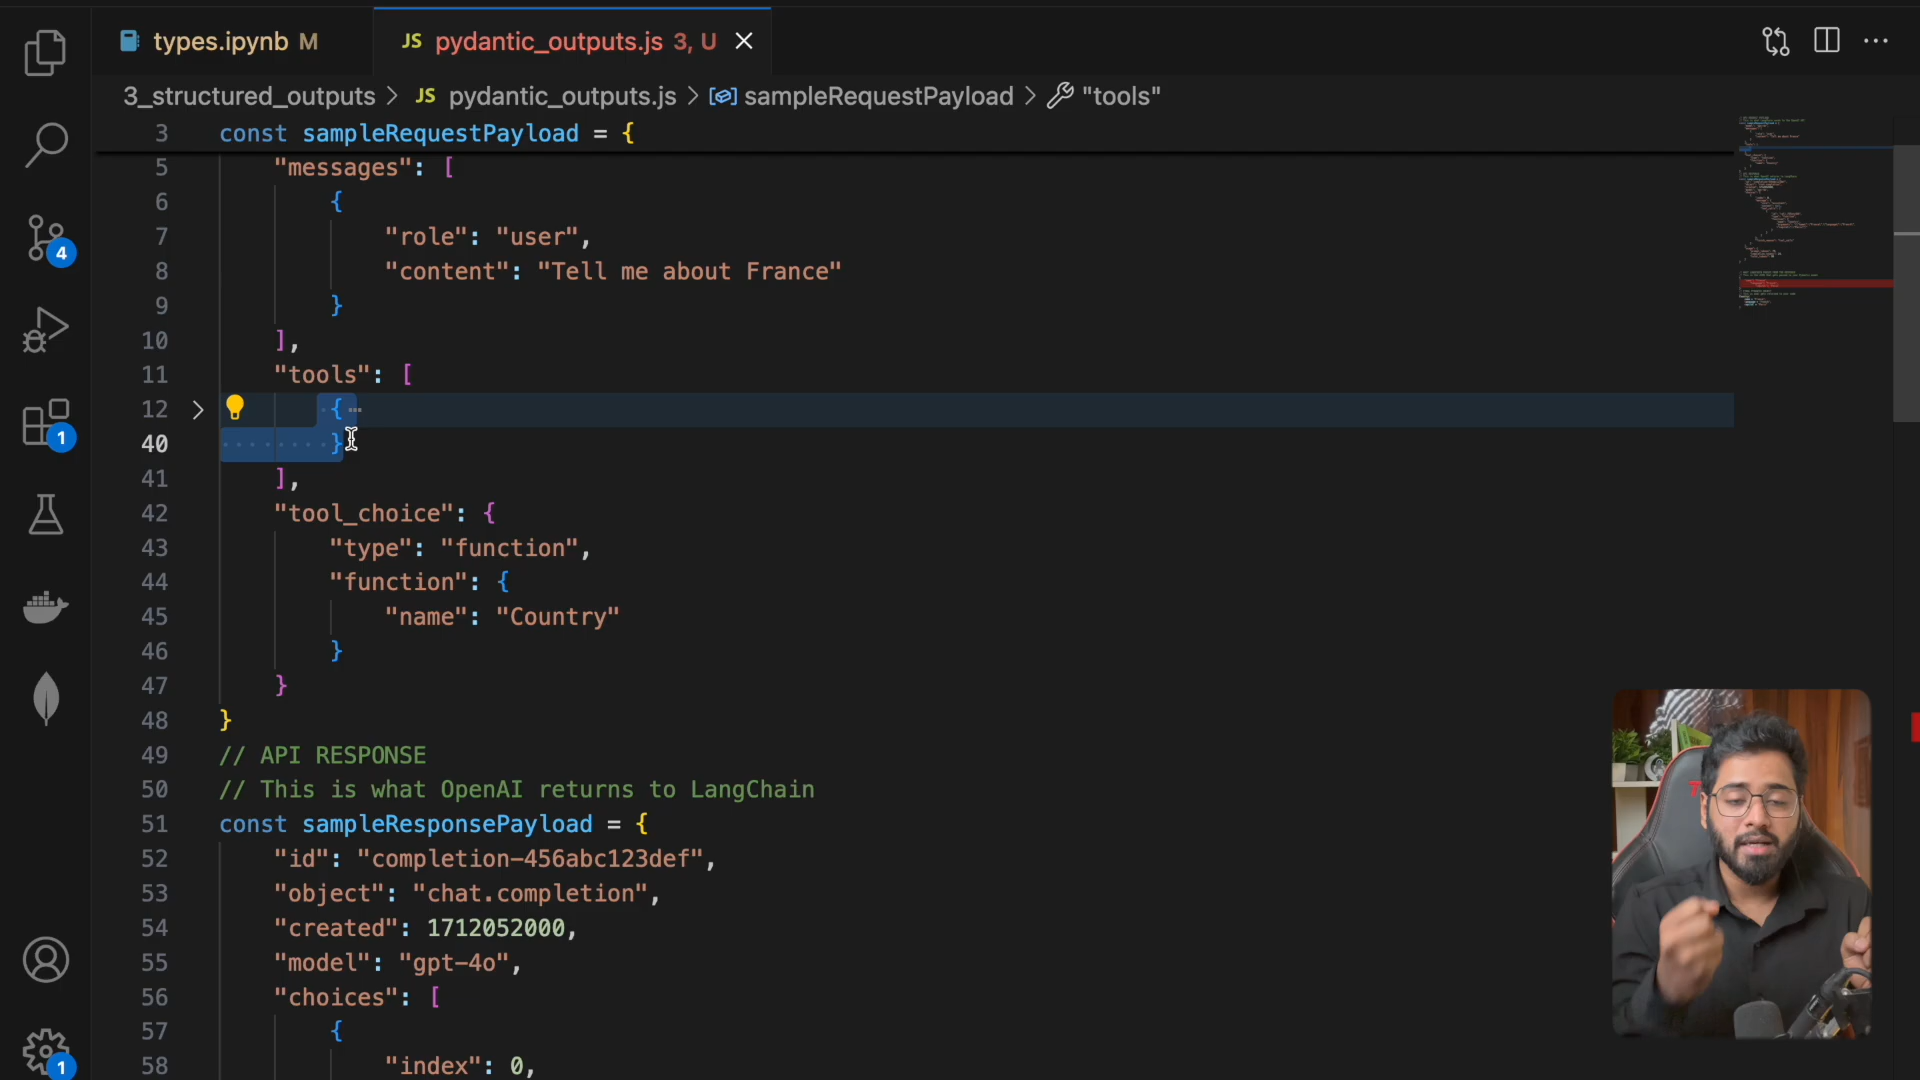 types.ipynb M
JS pydantic_outputs.js 3, U
3_structured_outputs > JS pydantic_outputs.js > sampleRequestPayload > "tools"
3 const sampleRequestPayload = {
5 "messages": [
6 {
7 "role": "user",
8 "content": "Tell me about France"
9 }
10 ],
11 "tools": [
12 {
40 }
41 ],
42 "tool_choice": {
43 "type": "function",
44 "function": {
45 "name": "Country"
46 }
47 }
48 }
49 // API RESPONSE
50 // This is what OpenAI returns to LangChain
51 const sampleResponsePayload = {
52 "id": "completion-456abc123def",
53 "object": "chat.completion",
54 "created": 1712052000,
55 "model": "gpt-4o",
56 "choices": [
57 {
58 "index": 0,
4
1
1